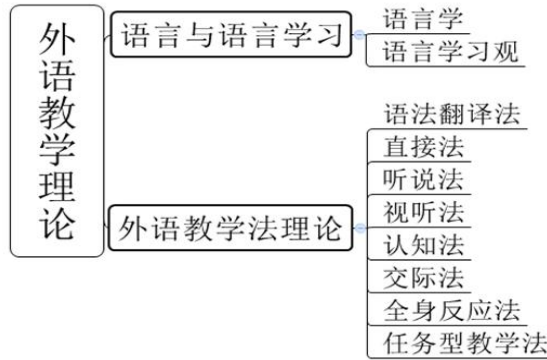 外语教学理论
语言与语言学习
语言学
语言学习观
外语教学法理论
语法翻译法
直接法
听说法
视听法
认知法
交际法
全身反应法
任务型教学法